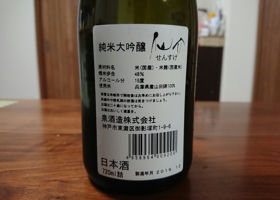 純米大吟醸 仙介
せんすけ
原材料名 米(国産)・米麹(国産米)
精米歩合 48%
アルコール分 16度
使用米 兵庫県産山田錦100%
泉酒造株式会社
神戸市東灘区御影塚町1-9-6
日本酒
720ml詰
製造年月 2019.12